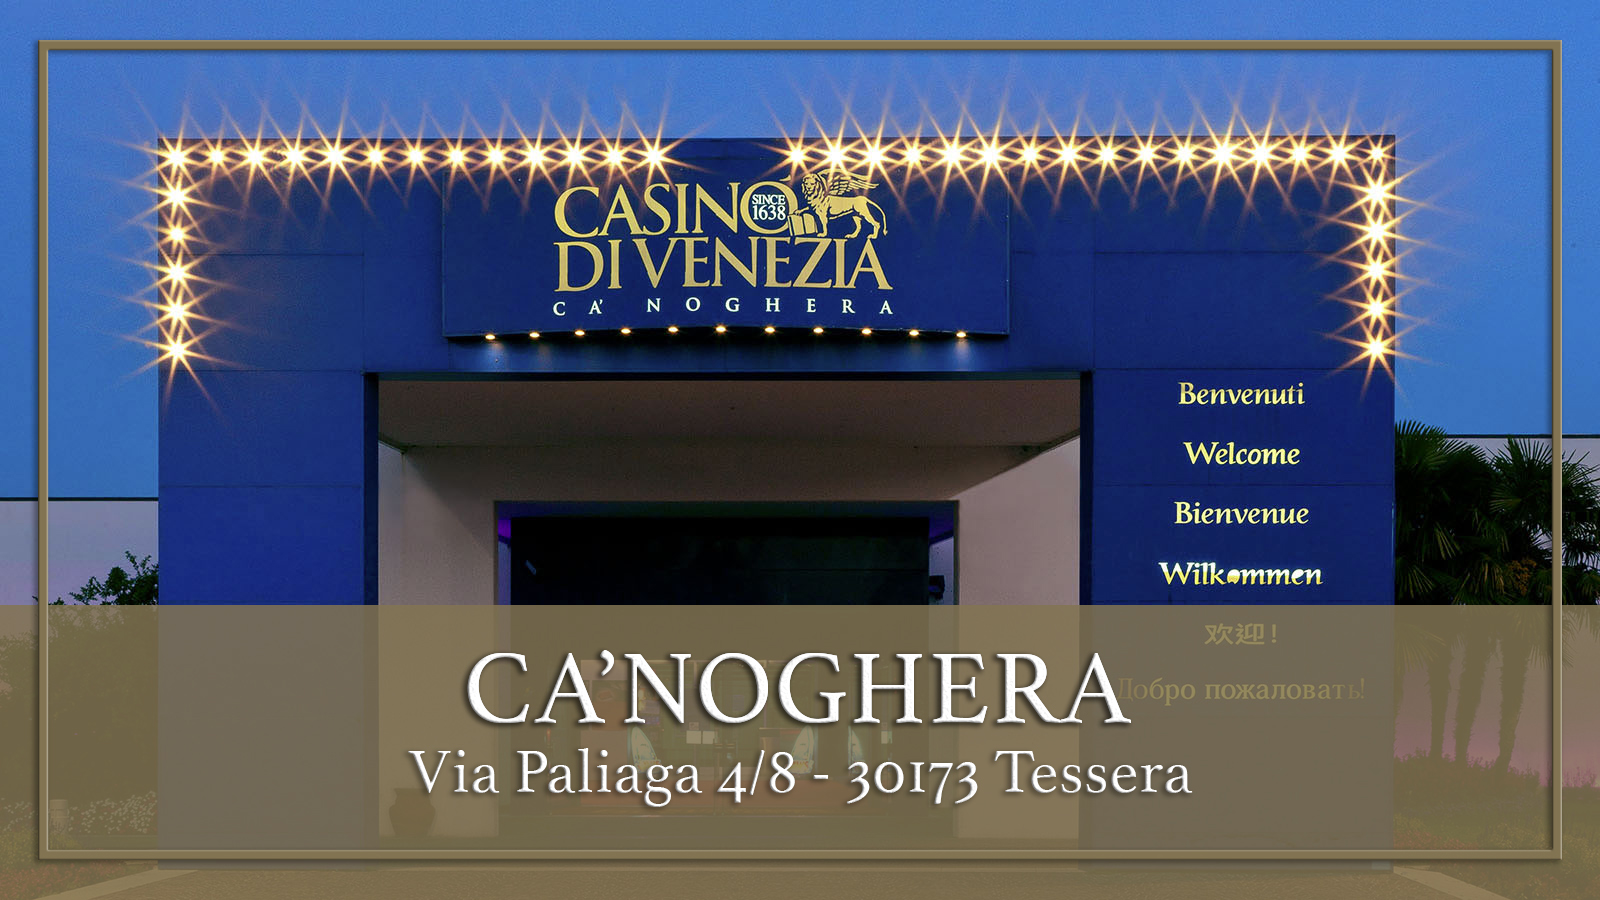 CASINÒ
SINCE
1638
DI VENEZIA
CA' NOGHERA
Benvenuti
Welcome
Bienvenue
Wilkommen
欢迎!
Добро пожаловать!
CA'NOGHERA
Via Paliaga 4/8 - 30173 Tessera